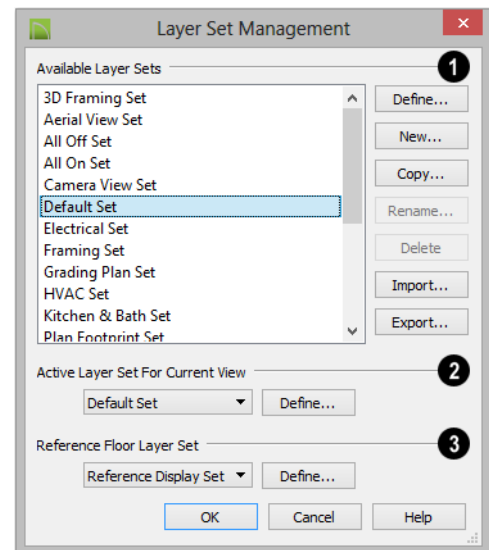 Layer Set Management
Available Layer Sets
1
3D Framing Set
Aerial View Set
All Off Set
All On Set
Camera View Set
Default Set
Electrical Set
Framing Set
Grading Plan Set
HVAC Set
Kitchen & Bath Set
Plan Footprint Set
Define...
New...
Copy...
Rename...
Delete
Import...
Export...
Active Layer Set For Current View
2
Default Set
Define...
Reference Floor Layer Set
3
Reference Display Set
Define...
OK
Cancel
Help